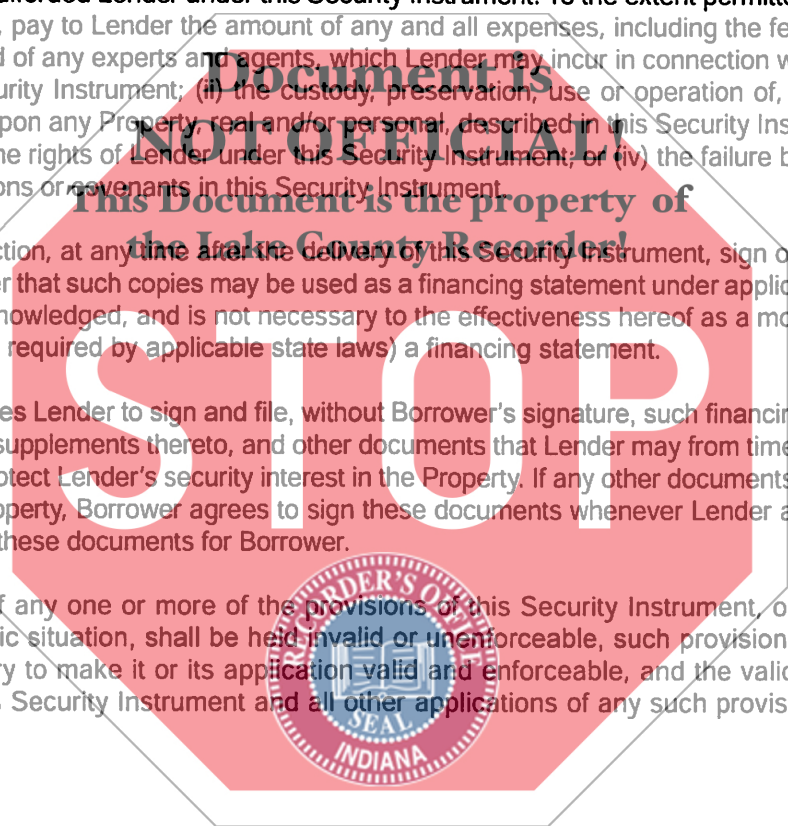 afforded Lender under this Security Instrument. To the extent permitte
, pay to Lender the amount of any and all expenses, including the fe
d of any experts and agents, which Lender may incur in connection w
urity Instrument; (ii) the custody, preservation, use or operation of,
pon any Property, real and/or personal, described in this Security Ins
ne rights of Lender under this Security Instrument; or (iv) the failure b
ons or covenants in this Security Instrument.
Document is
NOT OFFICIAL!
This Document is the property of
the Lake County Recorder!
ction, at any time after the delivery of this Security Instrument, sign o
r that such copies may be used as a financing statement under applic
nowledged, and is not necessary to the effectiveness hereof as a mo
required by applicable state laws) a financing statement.
STOP
es Lender to sign and file, without Borrower's signature, such financin
supplements thereto, and other documents that Lender may from time
otect Lender's security interest in the Property. If any other documents
operty, Borrower agrees to sign these documents whenever Lender a
these documents for Borrower.
f any one or more of the provisions of this Security Instrument, o
ic situation, shall be held invalid or unenforceable, such provision
ry to make it or its application valid and enforceable, and the valid
Security Instrument and all other applications of any such provis
RECORDER'S OFFICE
SEAL
INDIANA